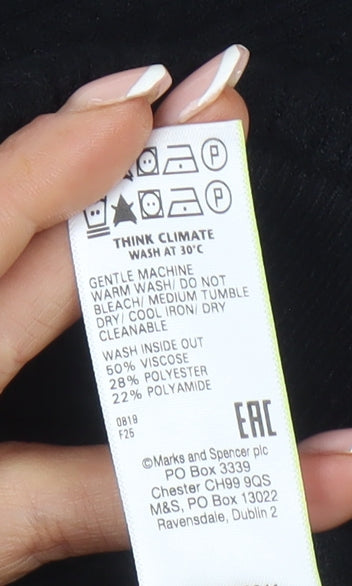 P
P
THINK CLIMATE
WASH AT 30°C
GENTLE MACHINE
WARM WASH/ DO NOT
BLEACH/ MEDIUM TUMBLE
DRY/ COOL IRON/ DRY
CLEANABLE
WASH INSIDE OUT
50% VISCOSE
28% POLYESTER
22% POLYAMIDE
0819
F25
EAC
©Marks and Spencer plc
PO Box 3339
Chester CH99 9QS
M&S, PO Box 13022
Ravensdale, Dublin 2